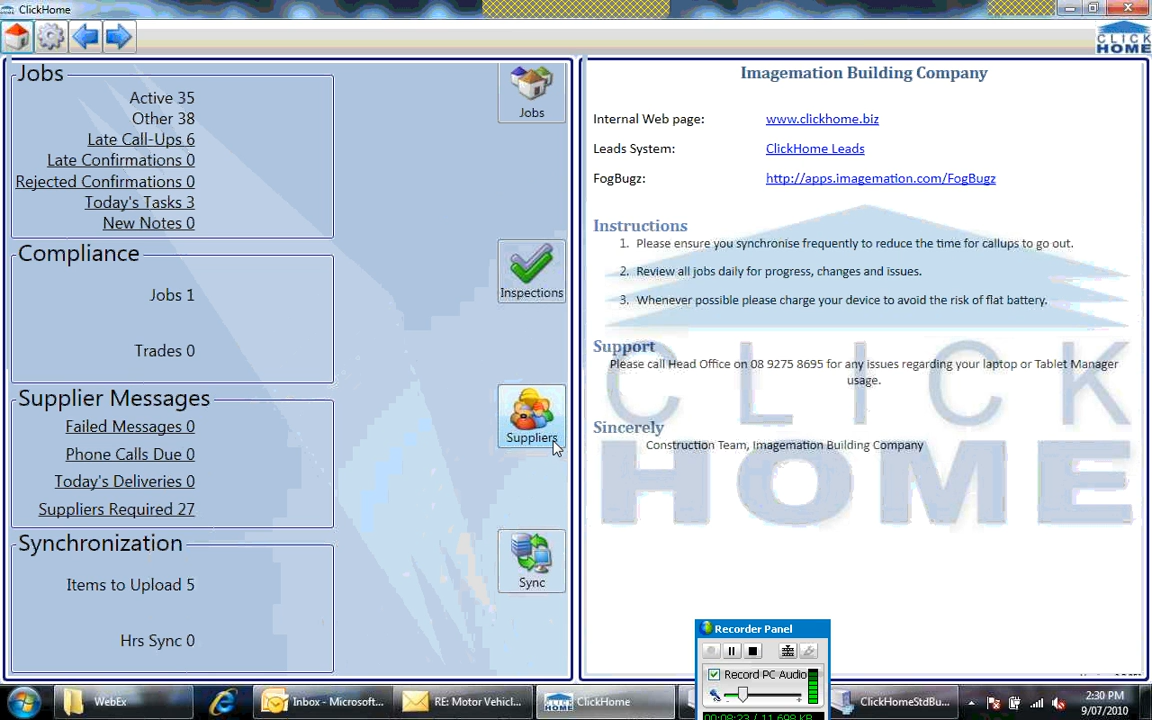 ClickHome
CLICK
HOME
Jobs
Active 35
Other 38
Late Call-Ups 6
Late Confirmations 0
Rejected Confirmations 0
Today's Tasks 3
New Notes 0
Jobs
Compliance
Jobs 1
Trades 0
Inspections
Supplier Messages
Failed Messages 0
Phone Calls Due 0
Today's Deliveries 0
Suppliers Required 27
Suppliers
Synchronization
Items to Upload 5
Hrs Sync 0
Sync
Imagemation Building Company
Internal Web page: www.clickhome.biz
Leads System: ClickHome Leads
FogBugz: http://apps.imagemation.com/FogBugz
Instructions
1. Please ensure you synchronise frequently to reduce the time for callups to go out.
2. Review all jobs daily for progress, changes and issues.
3. Whenever possible please charge your device to avoid the risk of flat battery.
Support
Please call Head Office on 08 9275 8695 for any issues regarding your laptop or Tablet Manager
usage.
Sincerely
Construction Team, Imagemation Building Company
CLICK
HOME
Recorder Panel
Record PC Audio
00:08:23 / 11,698 KB
WebEx
Inbox - Microsoft...
RE: Motor Vehicl...
ClickHome
ClickHomeStdBu...
2:30 PM
9/07/2010